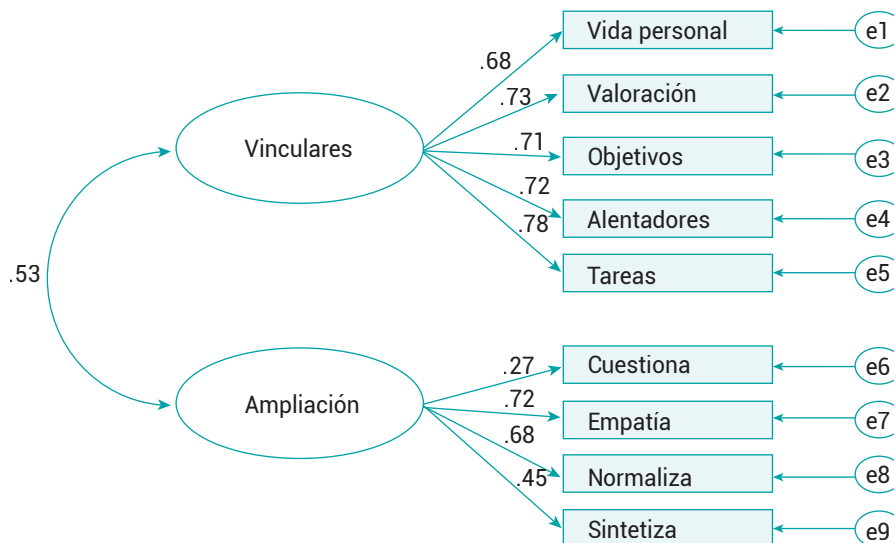 Vida personal
e1
.68
Valoración
e2
.73
Vinculares
.71
Objetivos
e3
.72
Alentadores
e4
.78
Tareas
e5
.53
Cuestiona
e6
.27
Ampliación
.72
Empatía
e7
.68
Normaliza
e8
.45
Sintetiza
e9